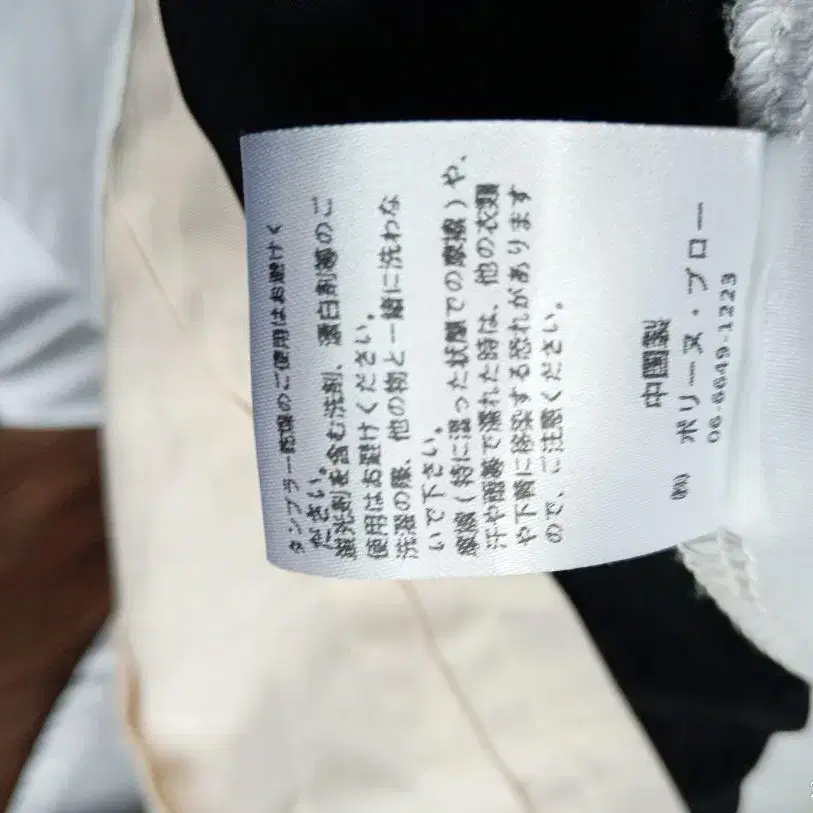 タンブラー乾燥のご使用はお避けく
ださい。
蛍光剤を含む洗剤、漂白剤等のご
使用はお避けください。
洗濯の際、他の物と一緒に洗わな
いで下さい。
摩擦(特に湿った状態での摩擦)や、
汗や雨等で濡れた時は、他の衣類
や下着に移染する恐れがあります
ので、ご注意ください。
中国製
㈱ ポリーヌ・ブロー
06-6649-1223